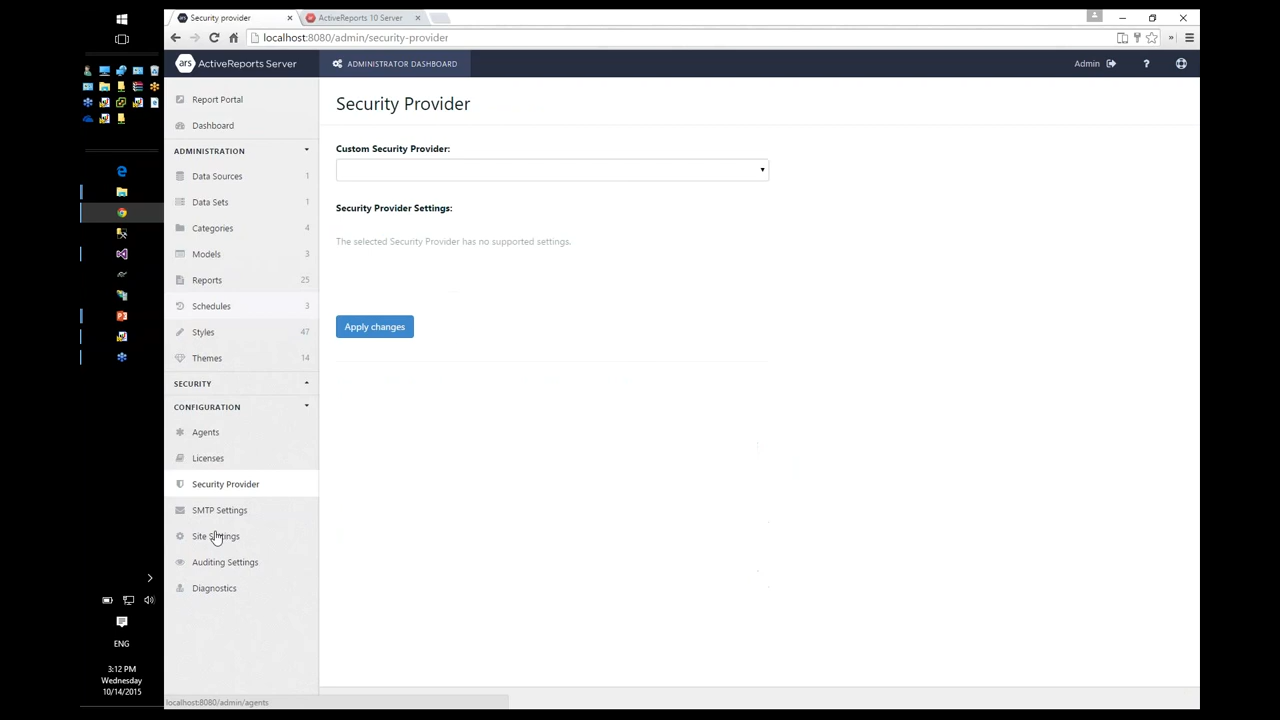 Security provider
ActiveReports 10 Server
localhost:8080/admin/security-provider
ars ActiveReports Server
ADMINISTRATOR DASHBOARD
Admin
?
Report Portal
Dashboard
ADMINISTRATION
Data Sources 1
Data Sets 1
Categories 4
Models 3
Reports 25
Schedules 3
Styles 47
Themes 14
SECURITY
CONFIGURATION
Agents
Licenses
Security Provider
SMTP Settings
Site Settings
Auditing Settings
Diagnostics
Security Provider
Custom Security Provider:
Security Provider Settings:
The selected Security Provider has no supported settings.
Apply changes
localhost:8080/admin/agents
ENG
3:12 PM
Wednesday
10/14/2015